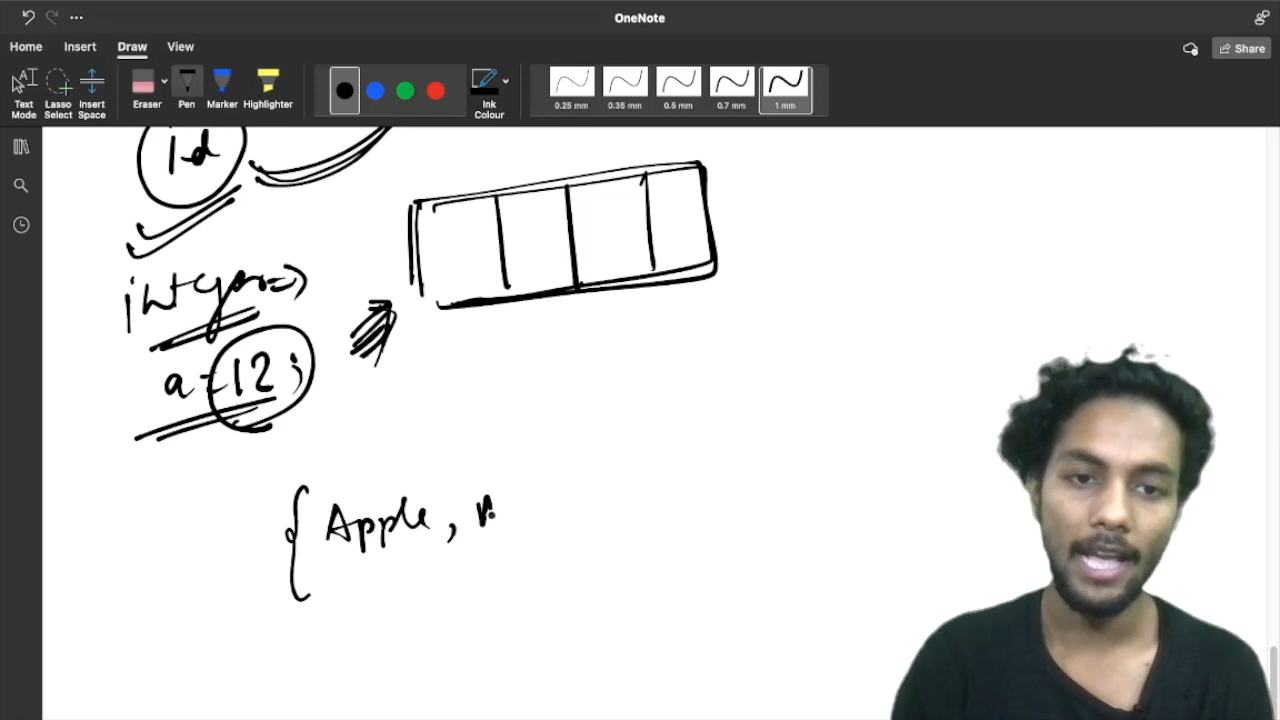 OneNote
Home Insert Draw View
Share
Text Mode
Lasso Select
Insert Space
Eraser
Pen
Marker
Highlighter
Ink Colour
0.25 mm
0.35 mm
0.5 mm
0.7 mm
1 mm
1-d
a = 12;
{ Apple,